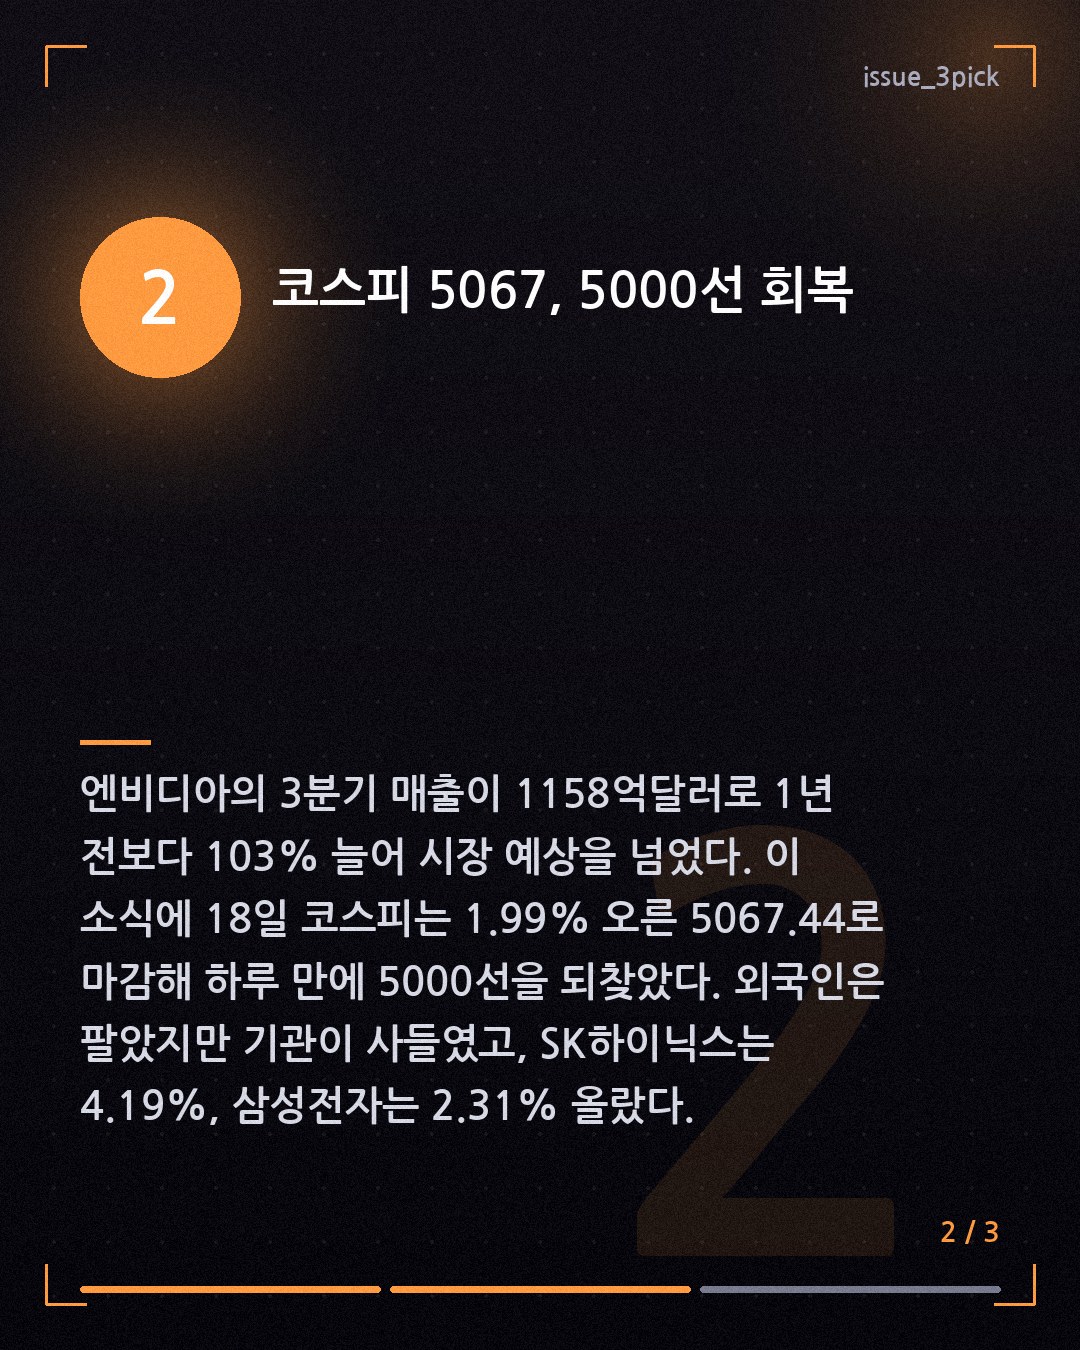 issue_3pick
2
코스피 5067, 5000선 회복
엔비디아의 3분기 매출이 1158억달러로 1년
전보다 103% 늘어 시장 예상을 넘었다. 이
소식에 18일 코스피는 1.99% 오른 5067.44로
마감해 하루 만에 5000선을 되찾았다. 외국인은
팔았지만 기관이 사들였고, SK하이닉스는
4.19%, 삼성전자는 2.31% 올랐다.
2
2 / 3